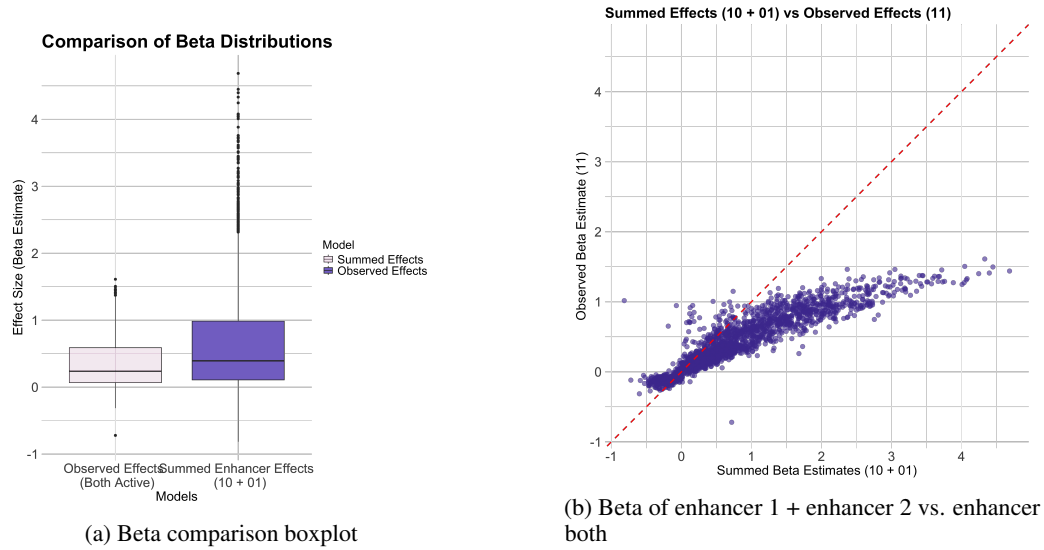 Comparison of Beta Distributions
Effect Size (Beta Estimate)
4
3
2
1
0
-1
Observed Effects
(Both Active)
Summed Enhancer Effects
(10 + 01)
Models
Model
Summed Effects
Observed Effects
(a) Beta comparison boxplot
Summed Effects (10 + 01) vs Observed Effects (11)
Observed Beta Estimate (11)
4
3
2
1
0
-1
-1 0 1 2 3 4
Summed Beta Estimates (10 + 01)
(b) Beta of enhancer 1 + enhancer 2 vs. enhancer
both